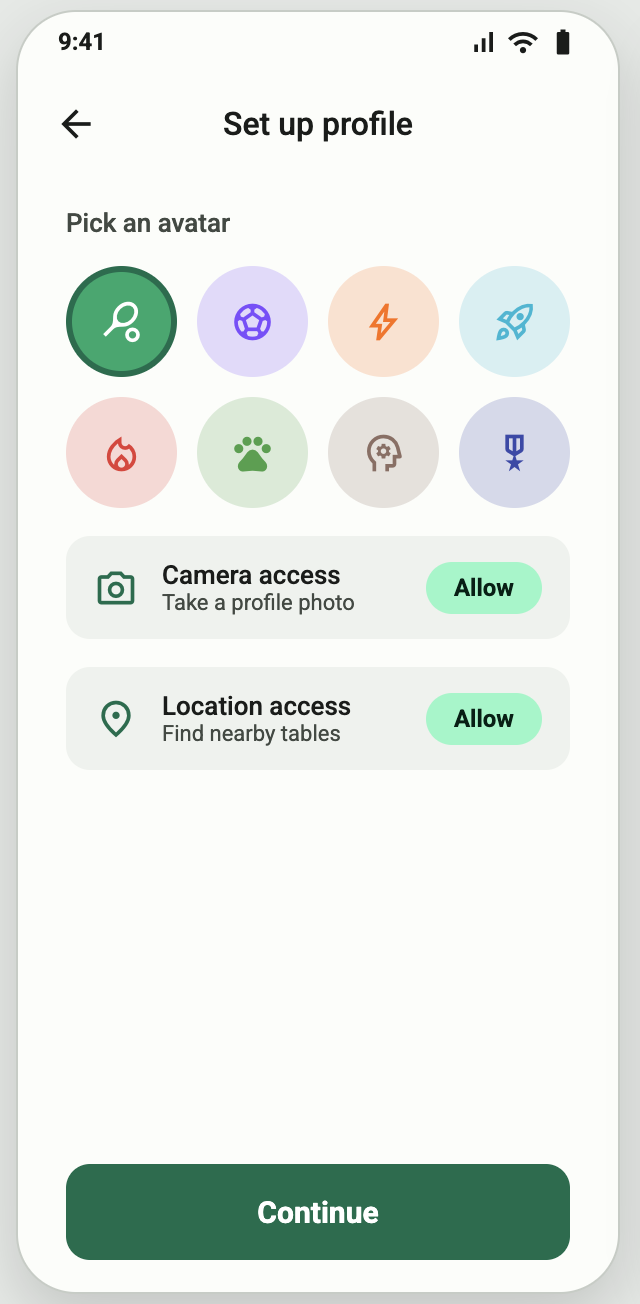 9:41
Set up profile
Pick an avatar
Camera access
Take a profile photo
Allow
Location access
Find nearby tables
Allow
Continue